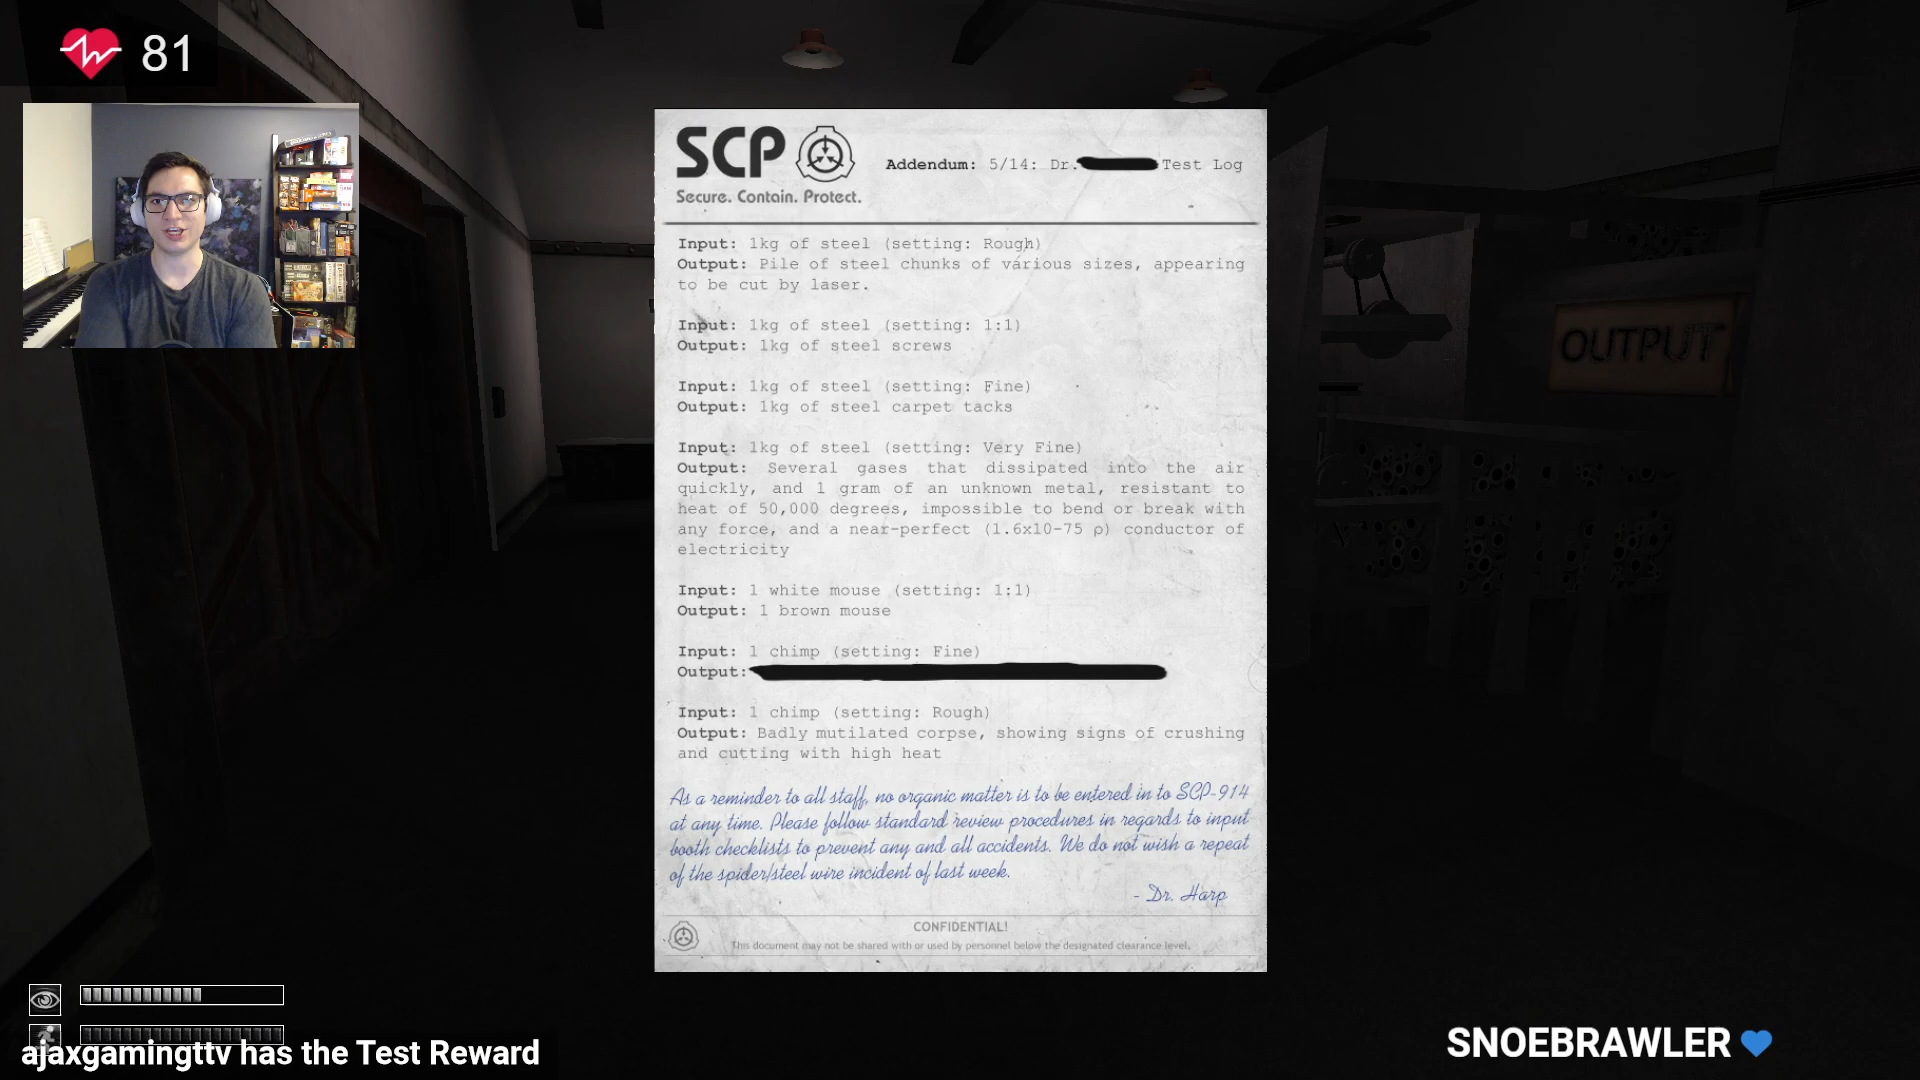 81
SCP
Secure. Contain. Protect.
Addendum: 5/14: Dr. Test Log
Input: 1kg of steel (setting: Rough)
Output: Pile of steel chunks of various sizes, appearing
to be cut by laser.
Input: 1kg of steel (setting: 1:1)
Output: 1kg of steel screws
Input: 1kg of steel (setting: Fine)
Output: 1kg of steel carpet tacks
Input: 1kg of steel (setting: Very Fine)
Output: Several gases that dissipated into the air
quickly, and 1 gram of an unknown metal, resistant to
heat of 50,000 degrees, impossible to bend or break with
any force, and a near-perfect (1.6x10-75 ρ) conductor of
electricity
Input: 1 white mouse (setting: 1:1)
Output: 1 brown mouse
Input: 1 chimp (setting: Fine)
Output:
Input: 1 chimp (setting: Rough)
Output: Badly mutilated corpse, showing signs of crushing
and cutting with high heat
As a reminder to all staff, no organic matter is to be entered in to SCP-914
at any time. Please follow standard review procedures in regards to input
booth checklists to prevent any and all accidents. We do not wish a repeat
of the spider/steel wire incident of last week.
- Dr. Harp
CONFIDENTIAL!
This document may not be shared with or used by personnel below the designated clearance level.
OUTPUT
ajaxgamingttv has the Test Reward
SNOEBRAWLER 💙